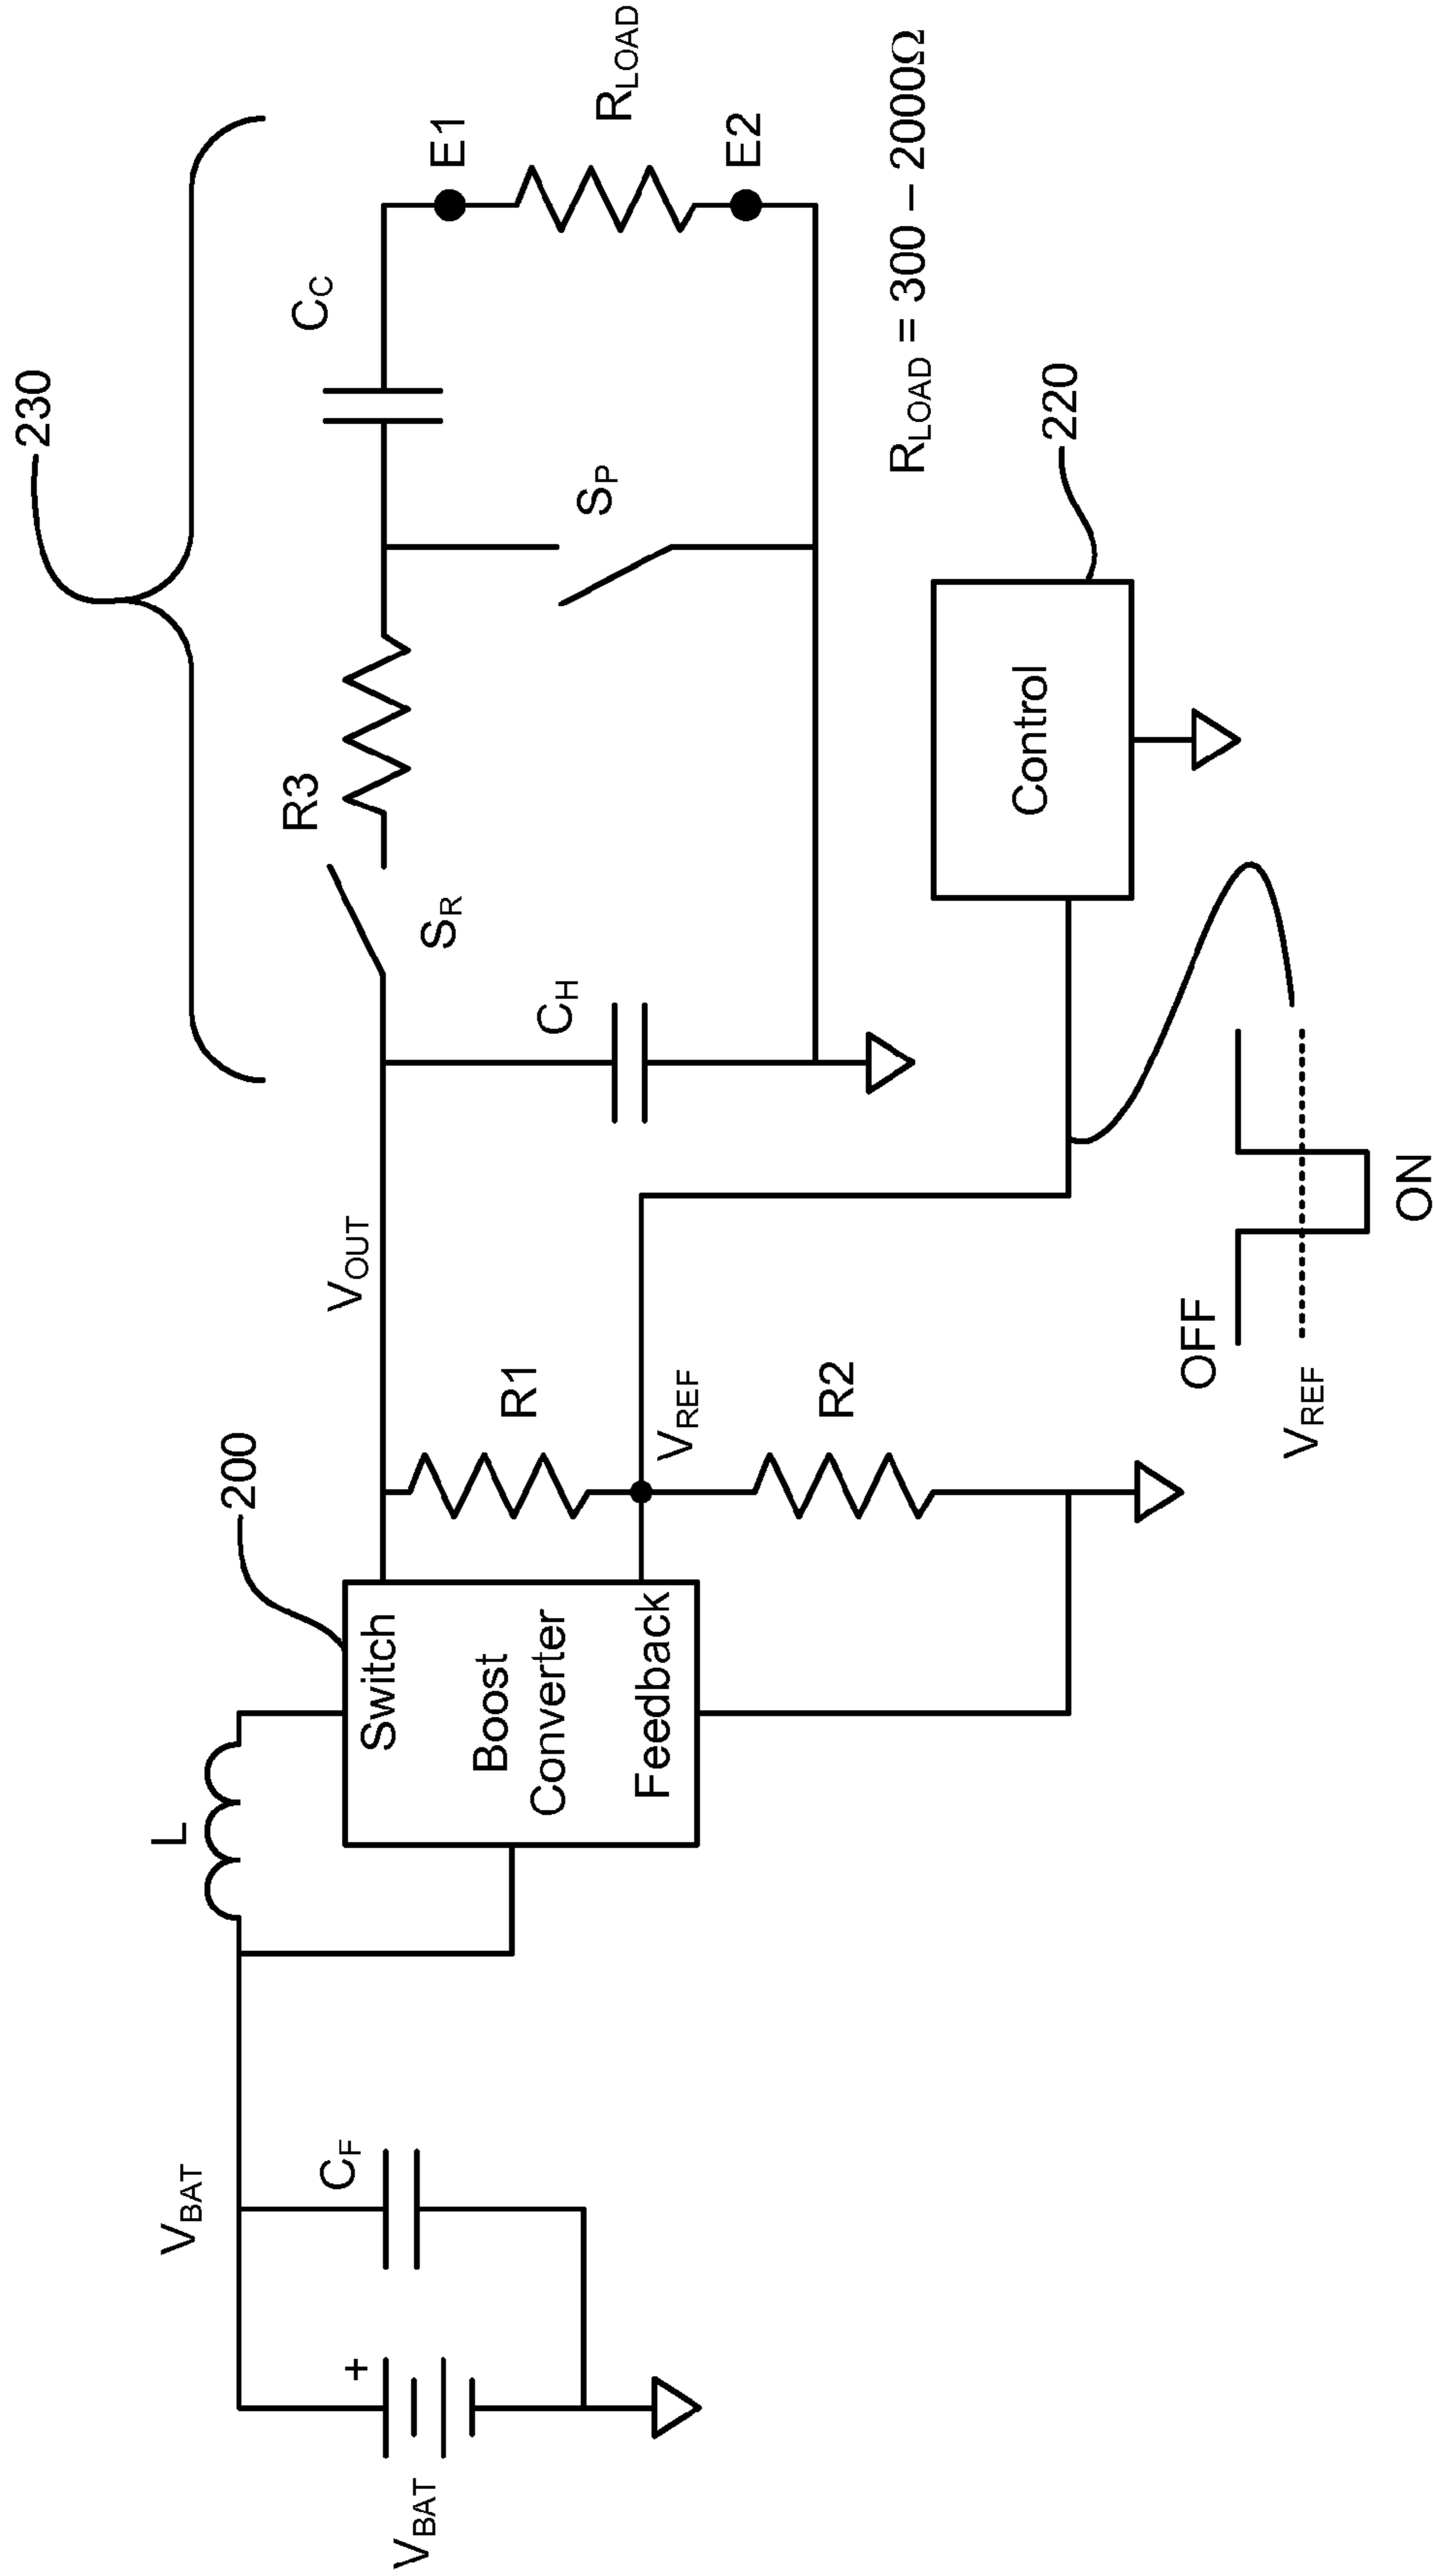 230
200
L
V_BAT
V_BAT
+
C_F
Switch
Boost
Converter
Feedback
V_OUT
R1
V_REF
R2
C_H
S_R
R3
S_P
C_C
E1
R_LOAD
E2
R_LOAD = 300 – 2000Ω
Control
220
OFF
V_REF
ON